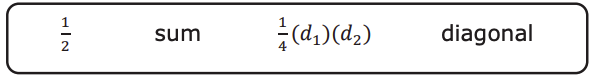 1/2 sum 1/4(d₁)(d₂) diagonal